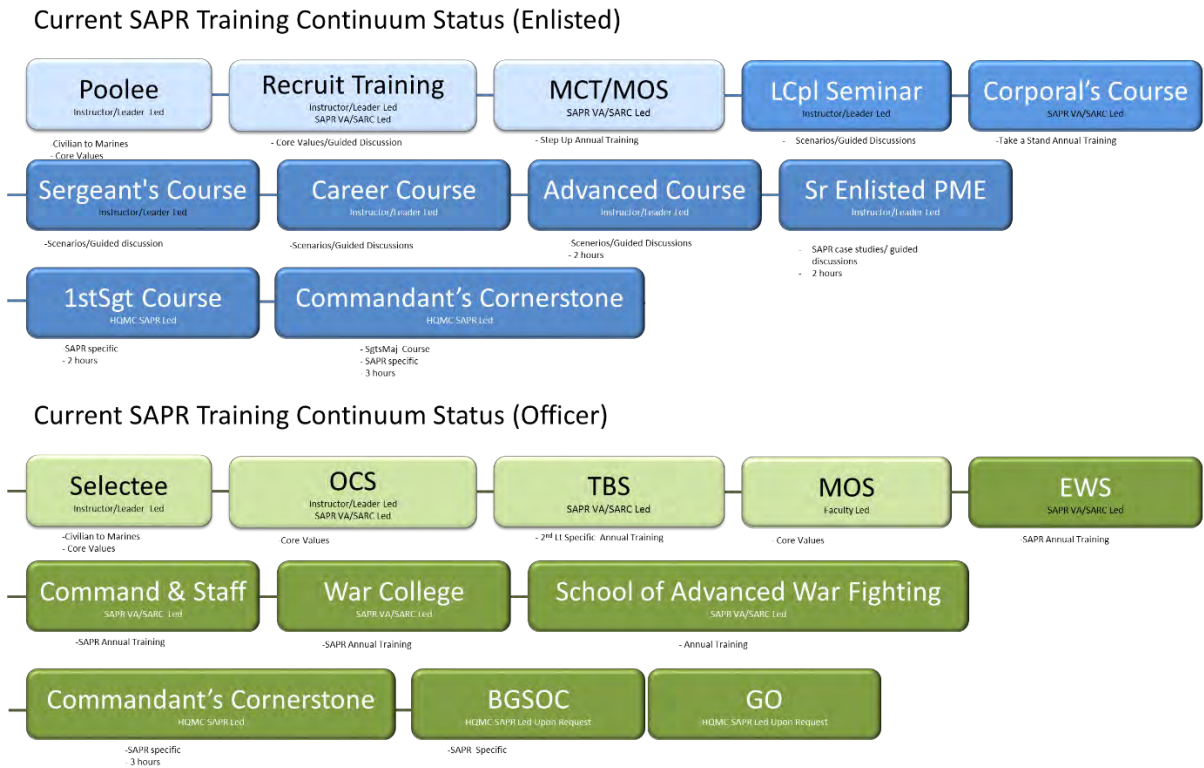 Current SAPR Training Continuum Status (Enlisted)
Poolee
Instructor/Leader Led
-Civilian to Marines
- Core Values
Recruit Training
Instructor/Leader Led
SAPR VA/SARC Led
- Core Values/Guided Discussion
MCT/MOS
SAPR VA/SARC Led
- Step Up Annual Training
LCpl Seminar
Instructor/Leader Led
- Scenarios/Guided Discussions
Corporal's Course
SAPR VA/SARC Led
-Take a Stand Annual Training
Sergeant's Course
Instructor/Leader Led
-Scenarios/Guided discussion
Career Course
Instructor/Leader Led
-Scenarios/Guided Discussions
Advanced Course
Instructor/Leader Led
-Scenerios/Guided Discussions
- 2 hours
Sr Enlisted PME
Instructor/Leader Led
- SAPR case studies/ guided
discussions
- 2 hours
1stSgt Course
HQMC SAPR Led
-SAPR specific
- 2 hours
Commandant's Cornerstone
HQMC SAPR Led
- SgtsMaj Course
- SAPR specific
- 3 hours
Current SAPR Training Continuum Status (Officer)
Selectee
Instructor/Leader Led
-Civilian to Marines
- Core Values
OCS
Instructor/Leader Led
SAPR VA/SARC Led
-Core Values
TBS
SAPR VA/SARC Led
- 2nd Lt Specific Annual Training
MOS
Faculty Led
- Core Values
EWS
SAPR VA/SARC Led
-SAPR Annual Training
Command & Staff
SAPR VA/SARC Led
-SAPR Annual Training
War College
SAPR VA/SARC Led
-SAPR Annual Training
School of Advanced War Fighting
SAPR VA/SARC Led
- Annual Training
Commandant's Cornerstone
HQMC SAPR Led
-SAPR specific
- 3 hours
BGSOC
HQMC SAPR Led Upon Request
-SAPR Specific
GO
HQMC SAPR Led Upon Request